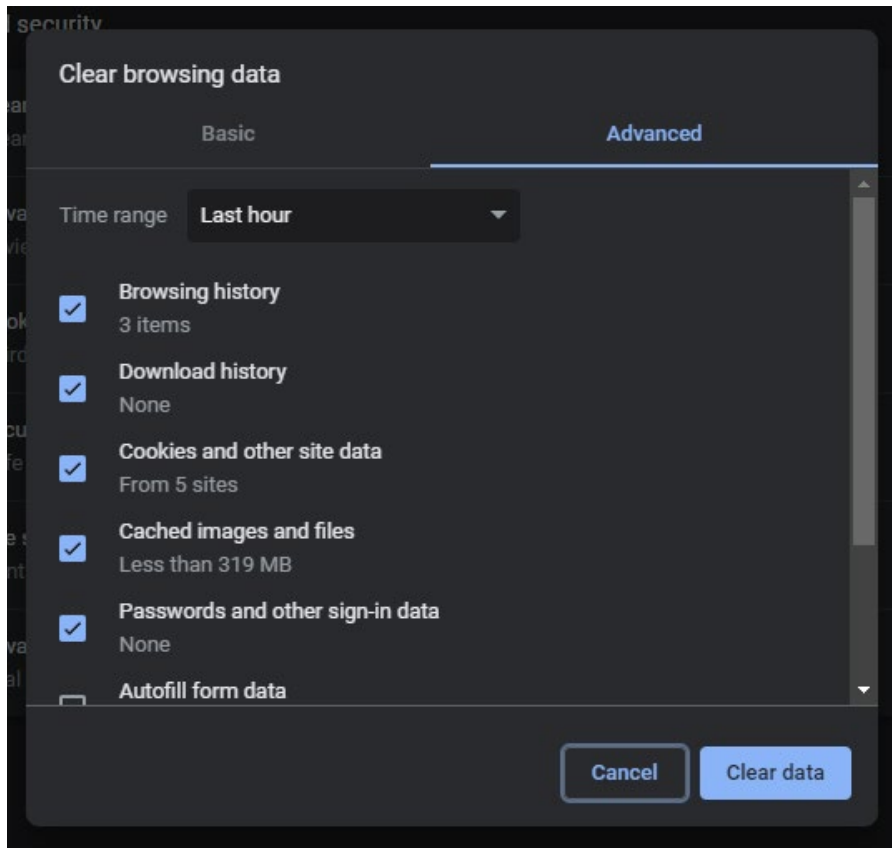 security
Clear browsing data
Basic
Advanced
Time range
Last hour
Browsing history
3 items
Download history
None
Cookies and other site data
From 5 sites
Cached images and files
Less than 319 MB
Passwords and other sign-in data
None
Autofill form data
Cancel
Clear data